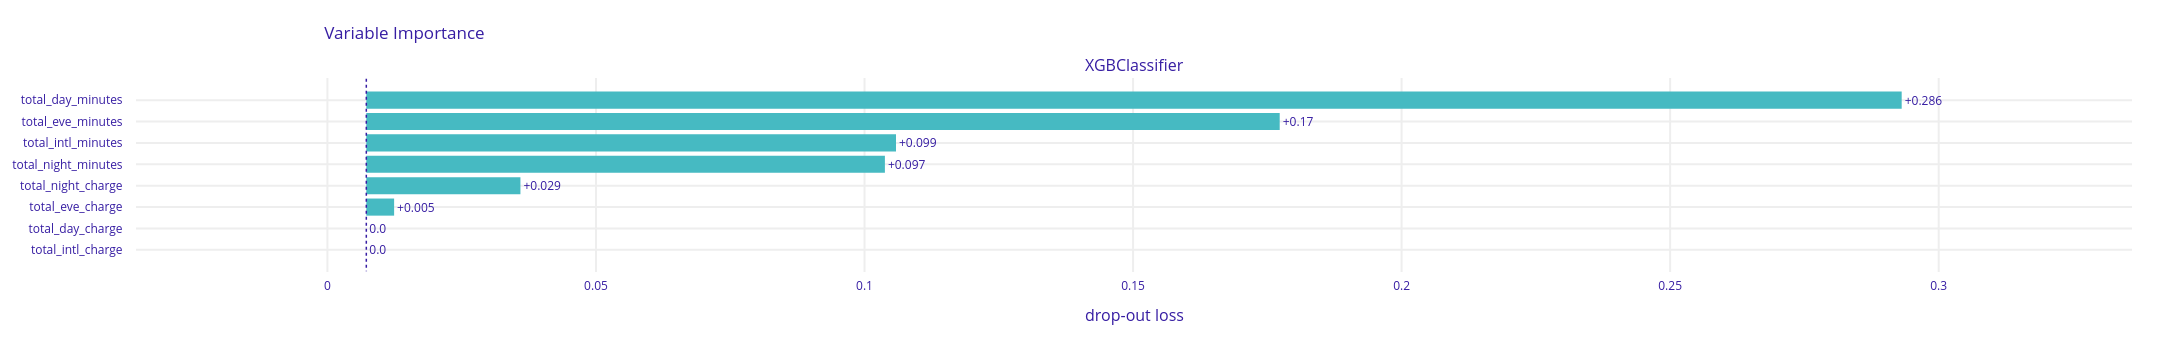 Variable Importance
XGBClassifier
total_day_minutes
+0.286
total_eve_minutes
+0.17
total_intl_minutes
+0.099
total_night_minutes
+0.097
total_night_charge
+0.029
total_eve_charge
+0.005
total_day_charge
0.0
total_intl_charge
0.0
0 0.05 0.1 0.15 0.2 0.25 0.3
drop-out loss